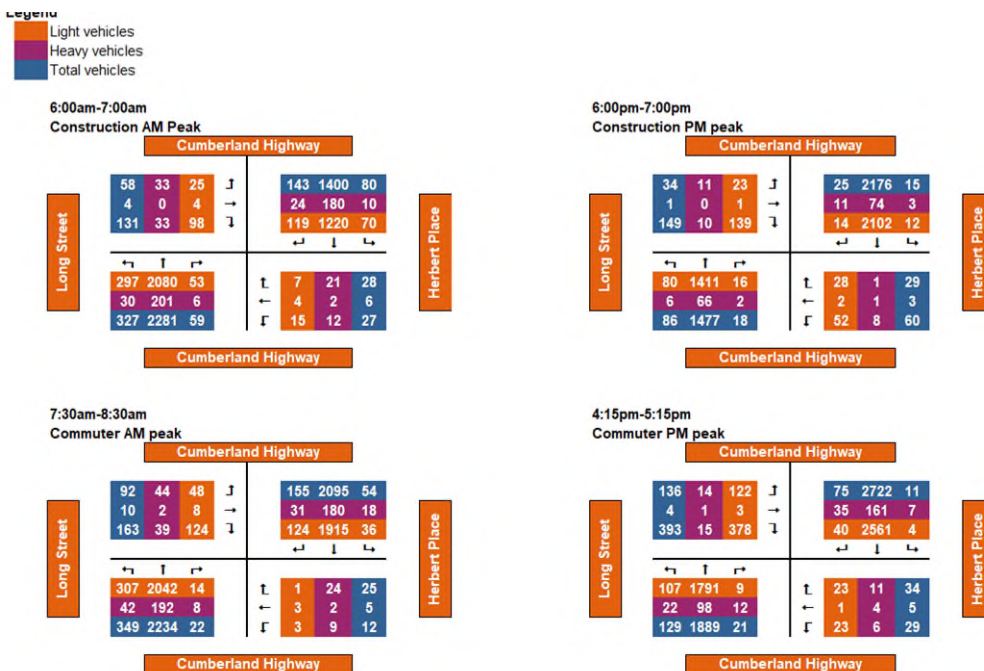 Legend
Light vehicles
Heavy vehicles
Total vehicles
6:00am-7:00am
Construction AM Peak
Cumberland Highway
58 33 25
4 0 4
131 33 98
143 1400 80
24 180 10
119 1220 70
Long Street
Herbert Place
297 2080 53
30 201 6
327 2281 59
7 21 28
4 2 6
15 12 27
Cumberland Highway
6:00pm-7:00pm
Construction PM peak
Cumberland Highway
34 11 23
1 0 1
149 10 139
25 2176 15
11 74 3
14 2102 12
Long Street
Herbert Place
80 1411 16
6 66 2
86 1477 18
28 1 29
2 1 3
52 8 60
Cumberland Highway
7:30am-8:30am
Commuter AM peak
Cumberland Highway
92 44 48
10 2 8
163 39 124
155 2095 54
31 180 18
124 1915 36
Long Street
Herbert Place
307 2042 14
42 192 8
349 2234 22
1 24 25
3 2 5
3 9 12
Cumberland Highway
4:15pm-5:15pm
Commuter PM peak
Cumberland Highway
136 14 122
4 1 3
393 15 378
75 2722 11
35 161 7
40 2561 4
Long Street
Herbert Place
107 1791 9
22 98 12
129 1889 21
23 11 34
1 4 5
23 6 29
Cumberland Highway